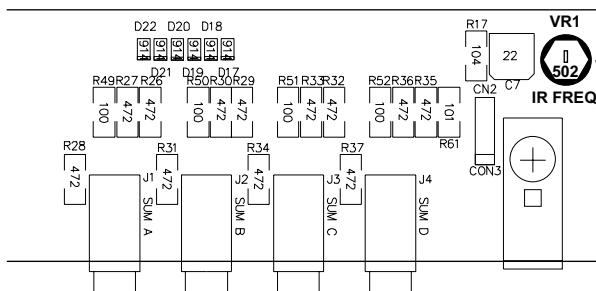 D22 D20 D18 R17 VR1
914 914 914 914 914 914
D21 D19 D17
104 22 502
C7
R49 R27 R26 R50 R30 R29 R51 R33 R32 R52 R36 R35 CN2 IR FREQ
100 472 472 100 472 472 100 472 472 100 472 472 101
R61
R28 R31 R34 R37 CON3
472 472 472 472
J1 J2 J3 J4
SUM A SUM B SUM C SUM D